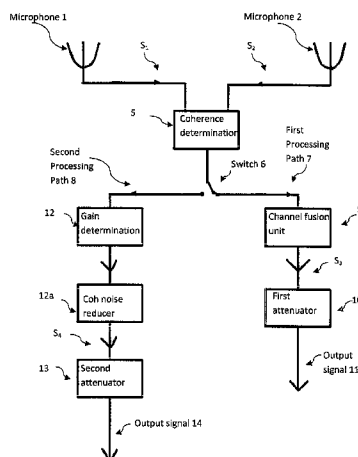 Microphone 1
Microphone 2
S1
S2
5
Coherence
determination
First
Processing
Path 7
Second
Processing
Path 8
Switch 6
12
Gain
determination
Channel fusion
unit
S3
12a
Coh noise
reducer
First
attenuator
10
S4
13
Second
attenuator
Output
signal 11
Output signal 14